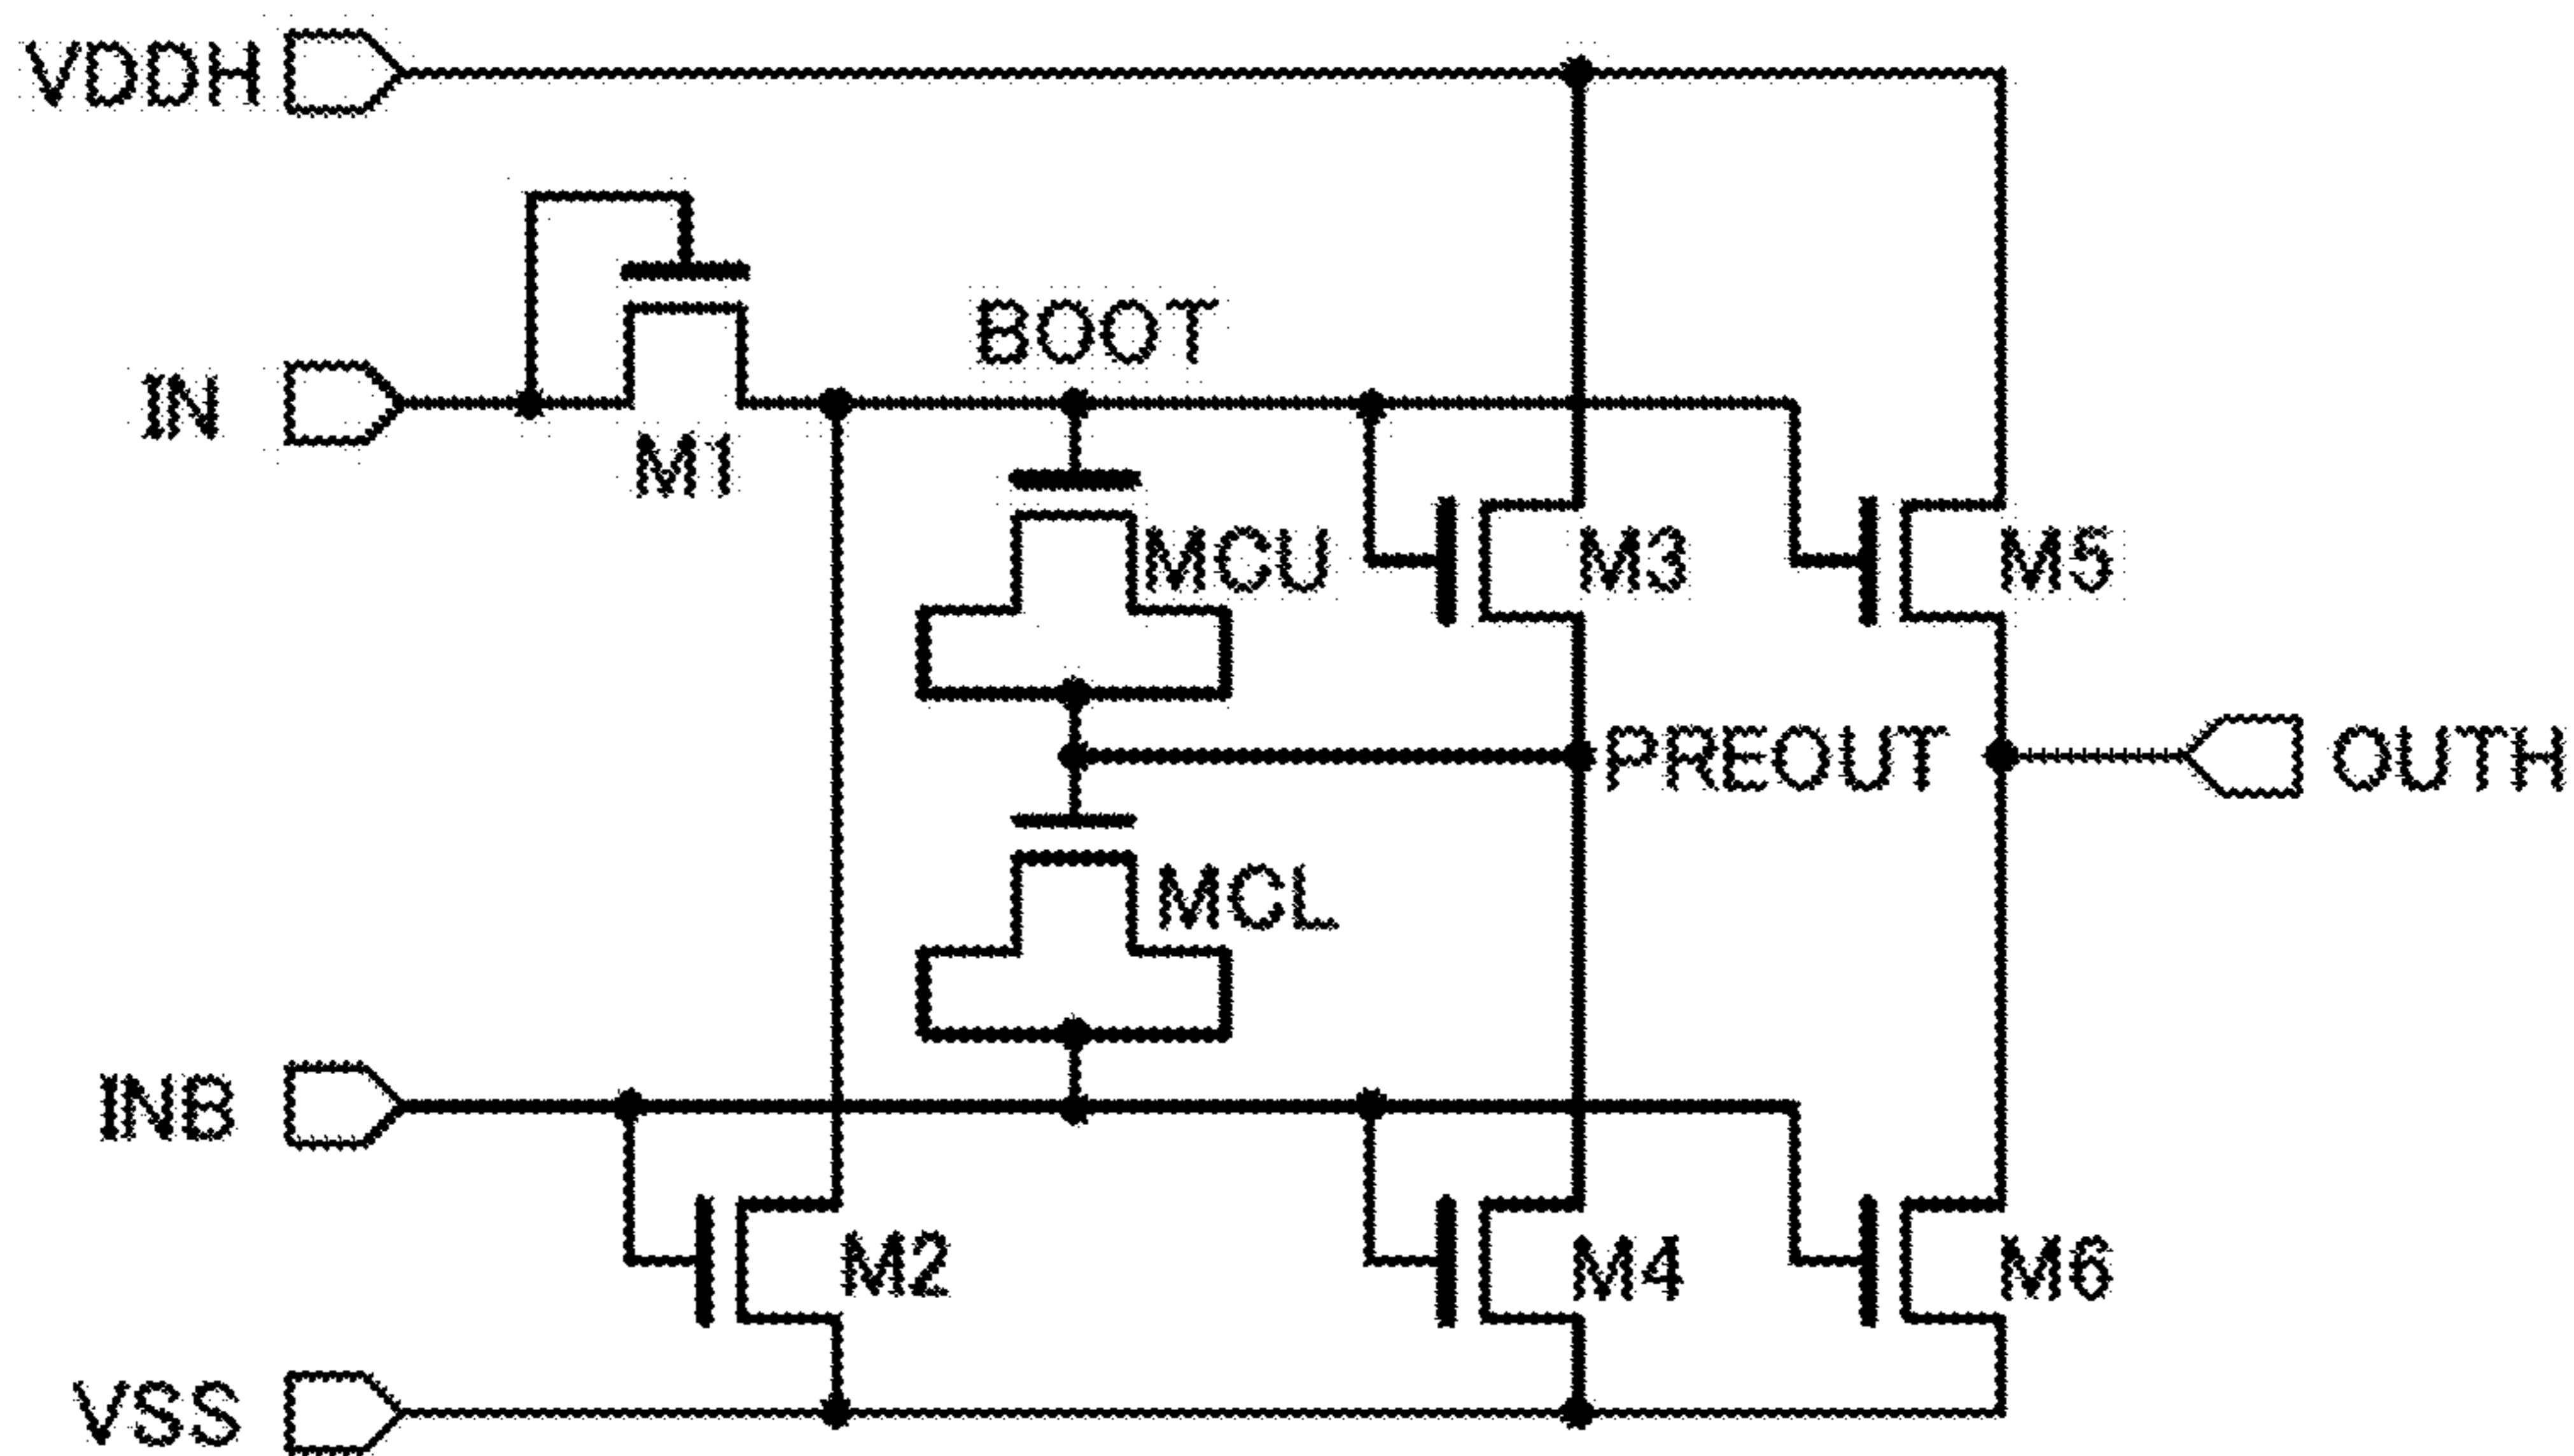 VDDH
BOOT
IN
M1
MCU
M3
M5
PREOUT
OUTH
MCL
INB
M2
M4
M6
VSS